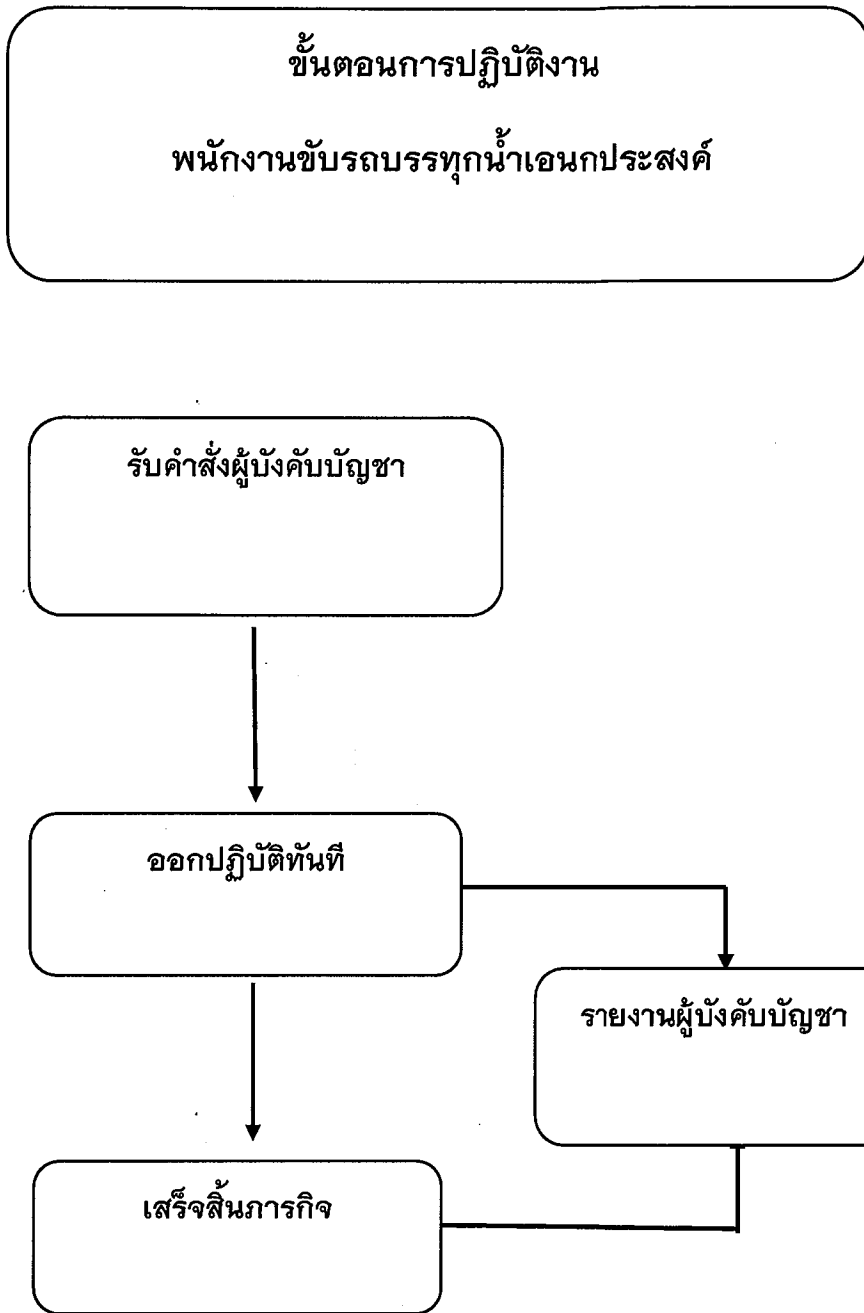 ขั้นตอนการปฏิบัติงาน
พนักงานขับรถบรรทุกน้ำเอนกประสงค์
รับคำสั่งผู้บังคับบัญชา
ออกปฏิบัติทันที
รายงานผู้บังคับบัญชา
เสร็จสิ้นภารกิจ